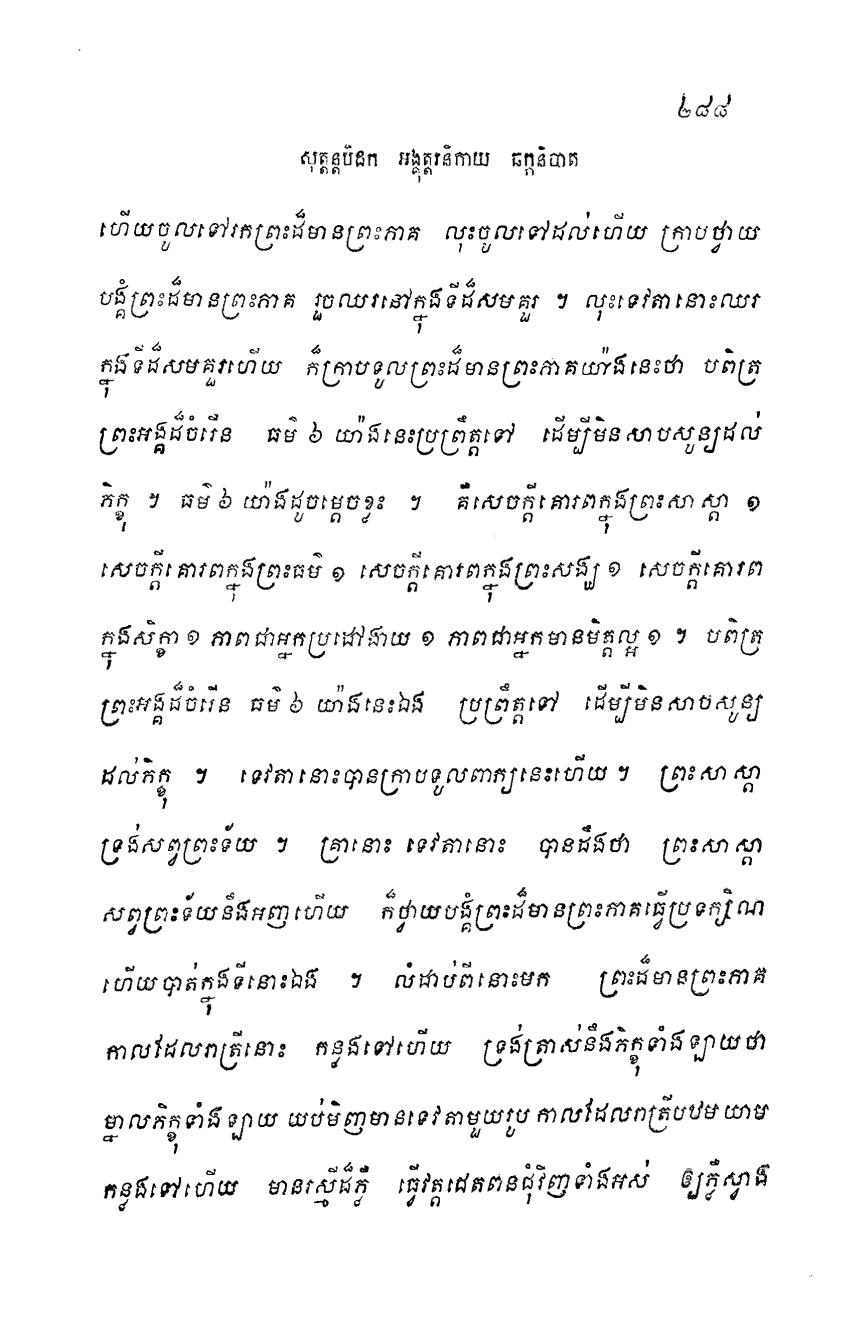 ២៨៨
សុត្តន្តបិដក អង្គុត្តរនិកាយ ឆក្កនិបាត
ហើយចូលទៅរកព្រះដ៏មានព្រះភាគ លុះចូលទៅដល់ហើយ ក្រាបថ្វាយ
បង្គំព្រះដ៏មានព្រះភាគ រួចឈរនៅក្នុងទីដ៏សមគួរ ។ លុះទេវតានោះឈរ
ក្នុងទីដ៏សមគួរហើយ ក៏ក្រាបទូលព្រះដ៏មានព្រះភាគយ៉ាងនេះថា បពិត្រ
ព្រះអង្គដ៏ចំរើន ធម៌ ៦ យ៉ាងនេះប្រព្រឹត្តទៅ ដើម្បីមិនសាបសូន្យដល់
ភិក្ខុ ។ ធម៌ ៦ យ៉ាងដូចម្តេចខ្លះ ។ គឺសេចក្តីគោរពក្នុងព្រះសាស្តា ១
សេចក្តីគោរពក្នុងព្រះធម៌ ១ សេចក្តីគោរពក្នុងព្រះសង្ឃ ១ សេចក្តីគោរព
ក្នុងសិក្ខា ១ ភាពជាអ្នកប្រដៅងាយ ១ ភាពជាអ្នកមានមិត្តល្អ ១ ។ បពិត្រ
ព្រះអង្គដ៏ចំរើន ធម៌ ៦ យ៉ាងនេះឯង ប្រព្រឹត្តទៅ ដើម្បីមិនសាបសូន្យ
ដល់ភិក្ខុ ។ ទេវតានោះបានក្រាបទូលពាក្យនេះហើយ ។ ព្រះសាស្តា
ទ្រង់សព្វព្រះទ័យ ។ គ្រានោះ ទេវតានោះ បានដឹងថា ព្រះសាស្តា
សព្វព្រះទ័យនឹងអញហើយ ក៏ថ្វាយបង្គំព្រះដ៏មានព្រះភាគធ្វើប្រទក្សិណ
ហើយបាត់ក្នុងទីនោះឯង ។ លំដាប់ពីនោះមក ព្រះដ៏មានព្រះភាគ
កាលដែលរាត្រីនោះ កន្លងទៅហើយ ទ្រង់ត្រាស់នឹងភិក្ខុទាំងឡាយថា
ម្នាលភិក្ខុទាំងឡាយ យប់មិញមានទេវតាមួយរូប កាលដែលរាត្រីបឋមយាម
កន្លងទៅហើយ មានរស្មីដ៏ភ្លឺ ធ្វើវត្តជេតពនជុំវិញទាំងអស់ ឲ្យភ្លឺស្វាង